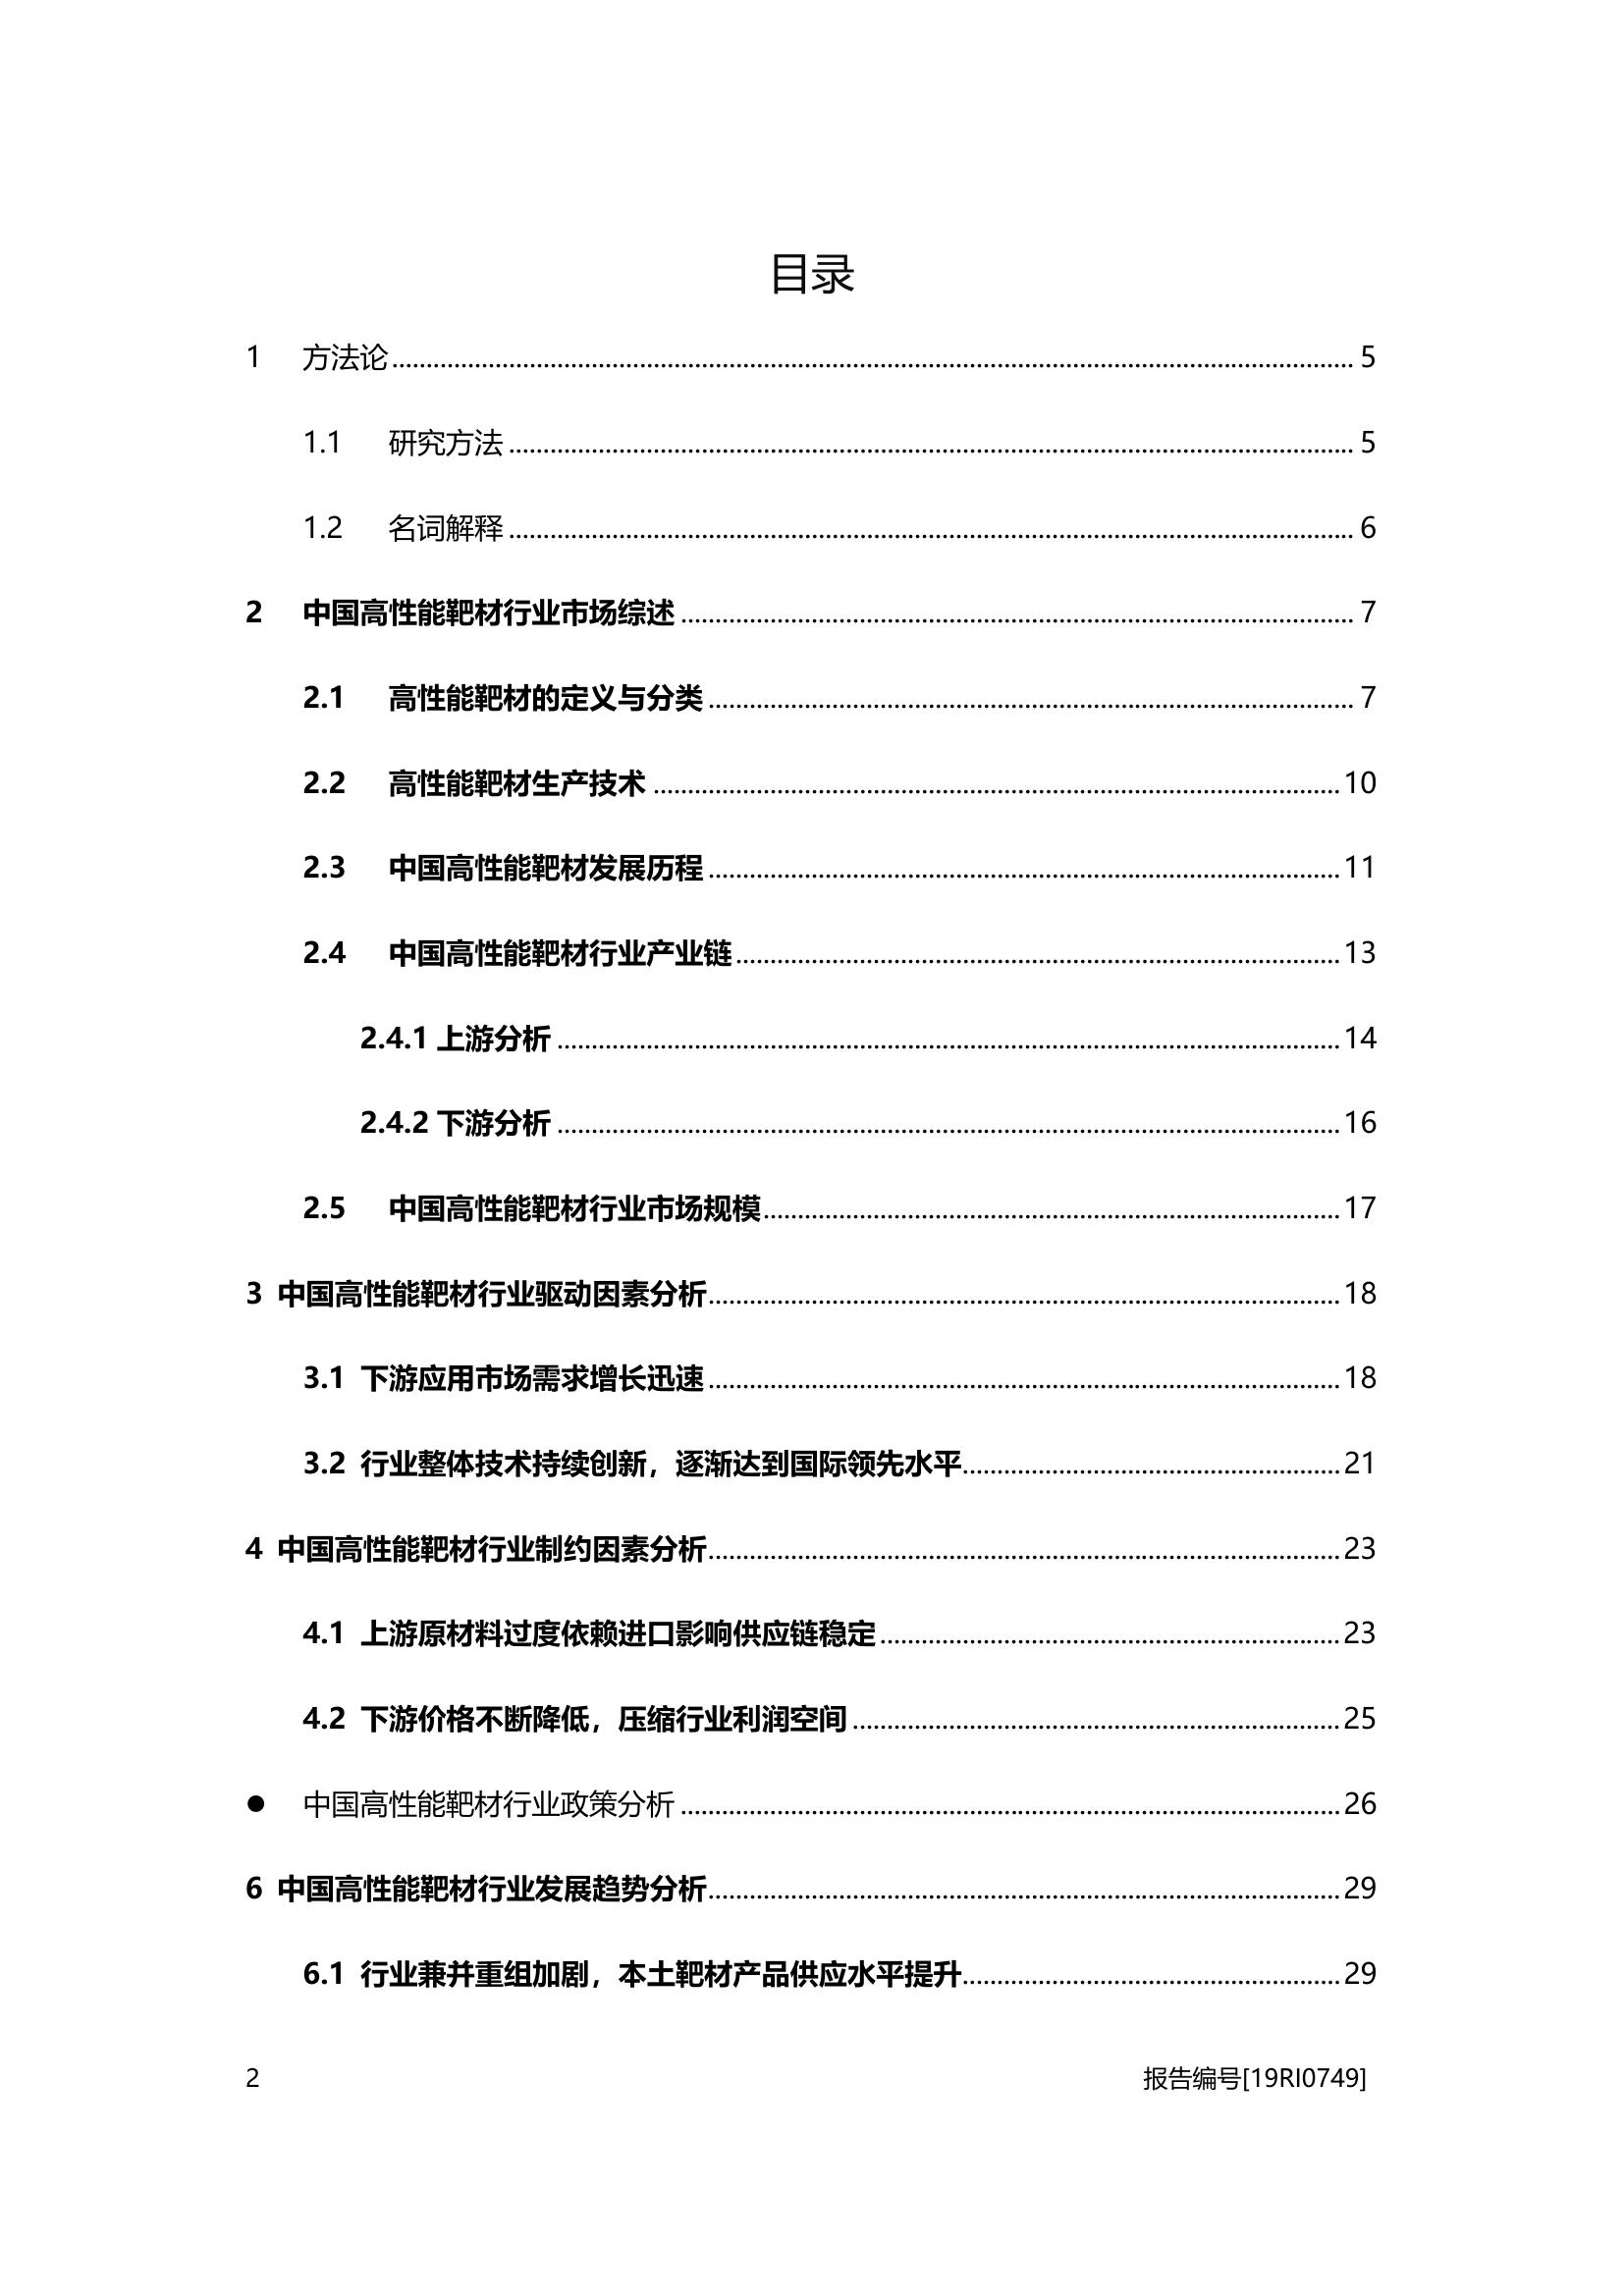 目录
1 方法论 5
1.1 研究方法 5
1.2 名词解释 6
2 中国高性能靶材行业市场综述 7
2.1 高性能靶材的定义与分类 7
2.2 高性能靶材生产技术 10
2.3 中国高性能靶材发展历程 11
2.4 中国高性能靶材行业产业链 13
2.4.1 上游分析 14
2.4.2 下游分析 16
2.5 中国高性能靶材行业市场规模 17
3 中国高性能靶材行业驱动因素分析 18
3.1 下游应用市场需求增长迅速 18
3.2 行业整体技术持续创新，逐渐达到国际领先水平 21
4 中国高性能靶材行业制约因素分析 23
4.1 上游原材料过度依赖进口影响供应链稳定 23
4.2 下游价格不断降低，压缩行业利润空间 25
● 中国高性能靶材行业政策分析 26
6 中国高性能靶材行业发展趋势分析 29
6.1 行业兼并重组加剧，本土靶材产品供应水平提升 29
2 报告编号[19RI0749]